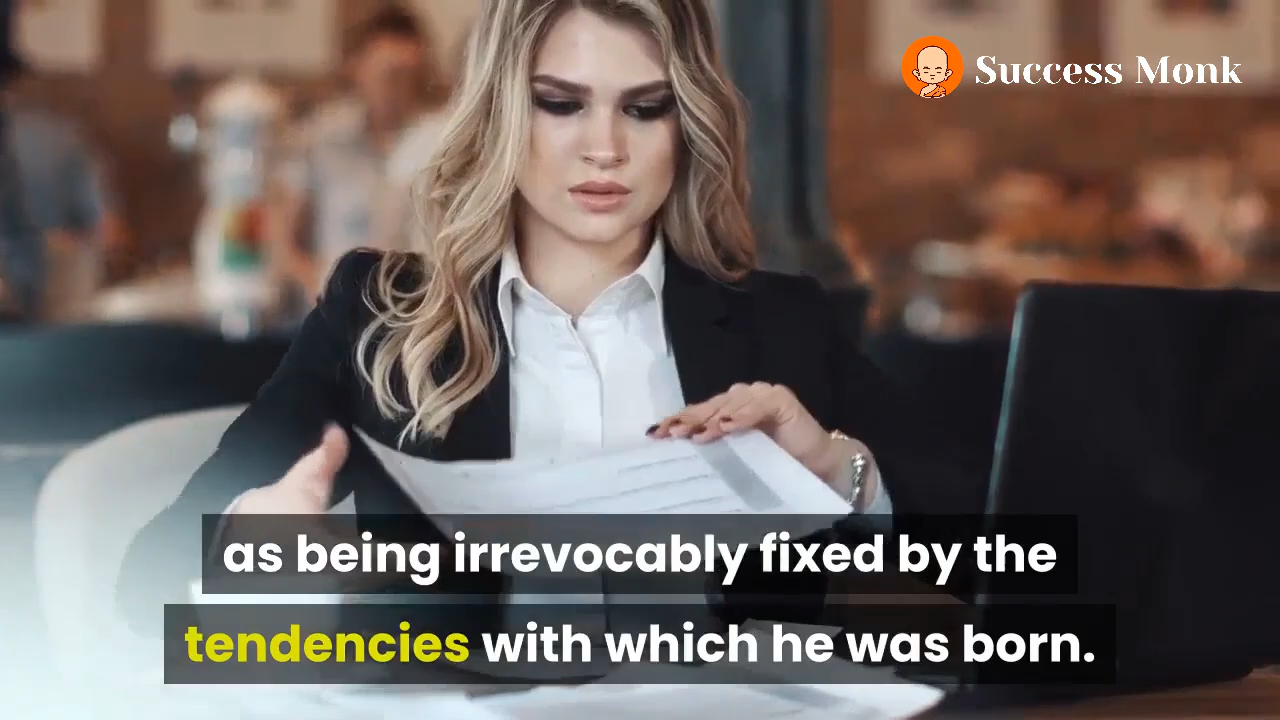 Success Monk
as being irrevocably fixed by the
tendencies with which he was born.